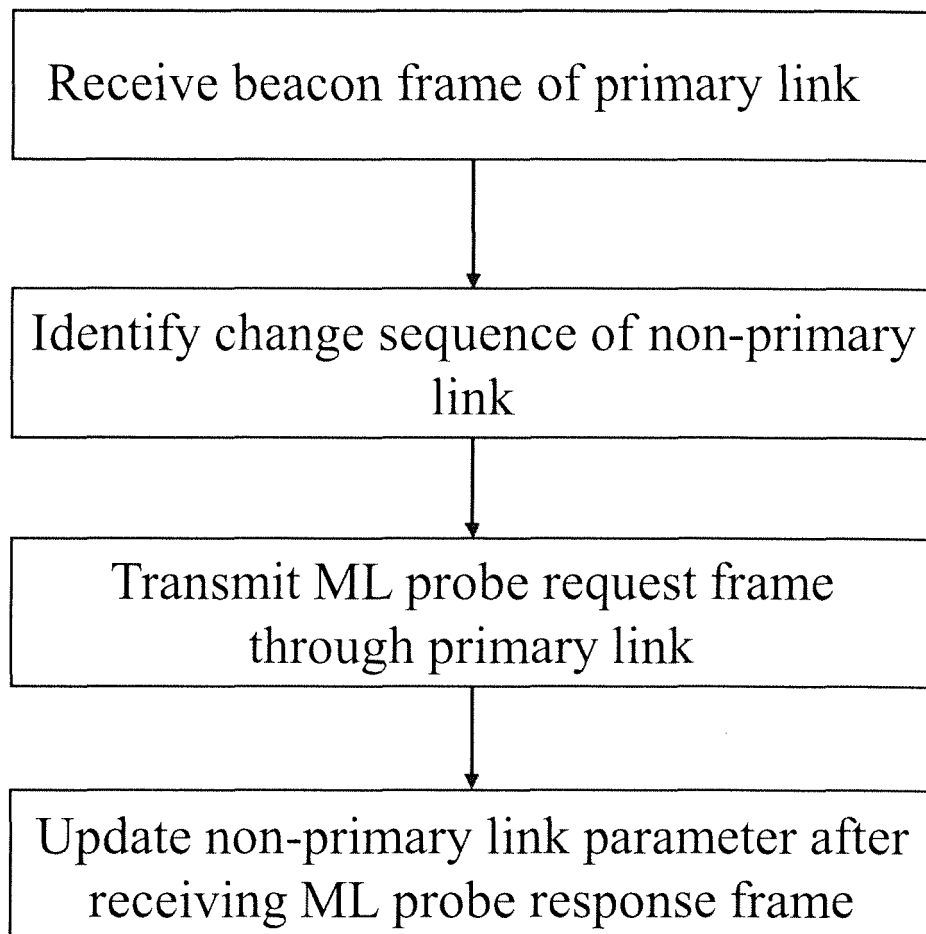 Receive beacon frame of primary link
Identify change sequence of non-primary
link
Transmit ML probe request frame
through primary link
Update non-primary link parameter after
receiving ML probe response frame